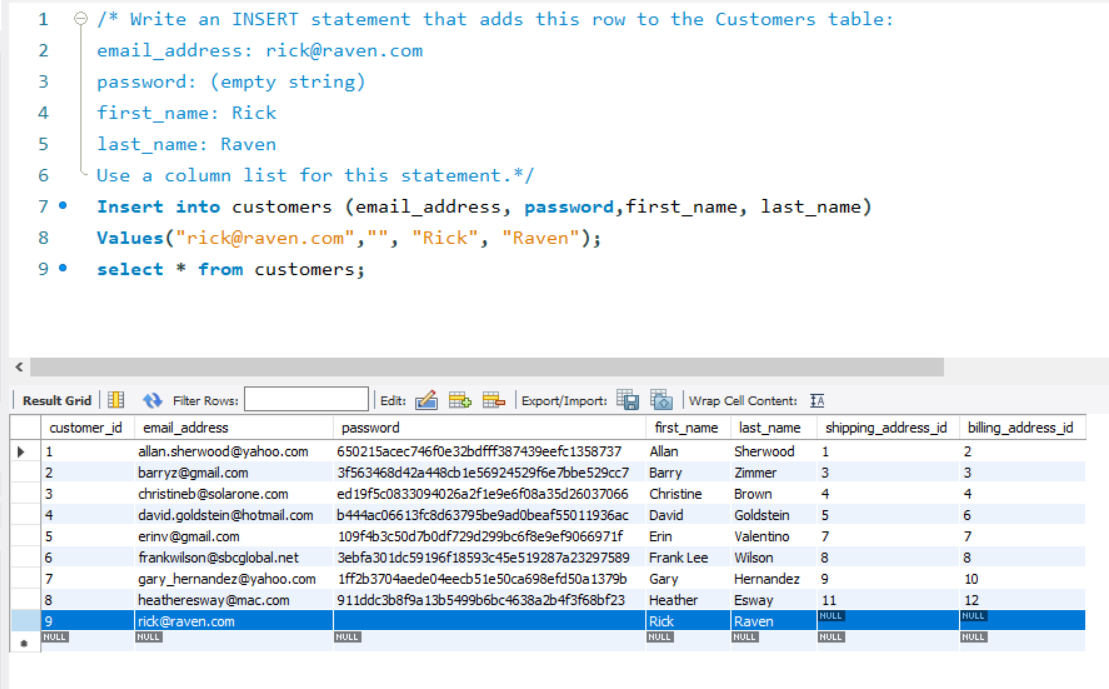 1 /* Write an INSERT statement that adds this row to the Customers table:
2 email_address: rick@raven.com
3 password: (empty string)
4 first_name: Rick
5 last_name: Raven
6 Use a column list for this statement.*/
7 Insert into customers (email_address, password,first_name, last_name)
8 Values("rick@raven.com","", "Rick", "Raven");
9 select * from customers;
Result Grid Filter Rows: Edit: Export/Import: Wrap Cell Content: IA
customer_id email_address password first_name last_name shipping_address_id billing_address_id
1 allan.sherwood@yahoo.com 650215acec746f0e32bdfff387439eefc1358737 Allan Sherwood 1 2
2 barryz@gmail.com 3f563468d42a448cb1e56924529f6e7bbe529cc7 Barry Zimmer 3 3
3 christineb@solarone.com ed19f5c0833094026a2f1e9e6f08a35d26037066 Christine Brown 4 4
4 david.goldstein@hotmail.com b444ac06613fc8d63795be9ad0beaf55011936ac David Goldstein 5 6
5 erinv@gmail.com 109f4b3c50d7b0df729d299bc6f8e9ef9066971f Erin Valentino 7 7
6 frankwilson@sbcglobal.net 3ebfa301dc59196f18593c45e519287a23297589 Frank Lee Wilson 8 8
7 gary_hernandez@yahoo.com 1ff2b3704aede04eecb51e50ca698efd50a1379b Gary Hernandez 9 10
8 heatheresway@mac.com 911ddc3b8f9a13b5499b6bc4638a2b4f3f68bf23 Heather Esway 11 12
9 rick@raven.com Rick Raven NULL NULL
NULL NULL NULL NULL NULL NULL NULL